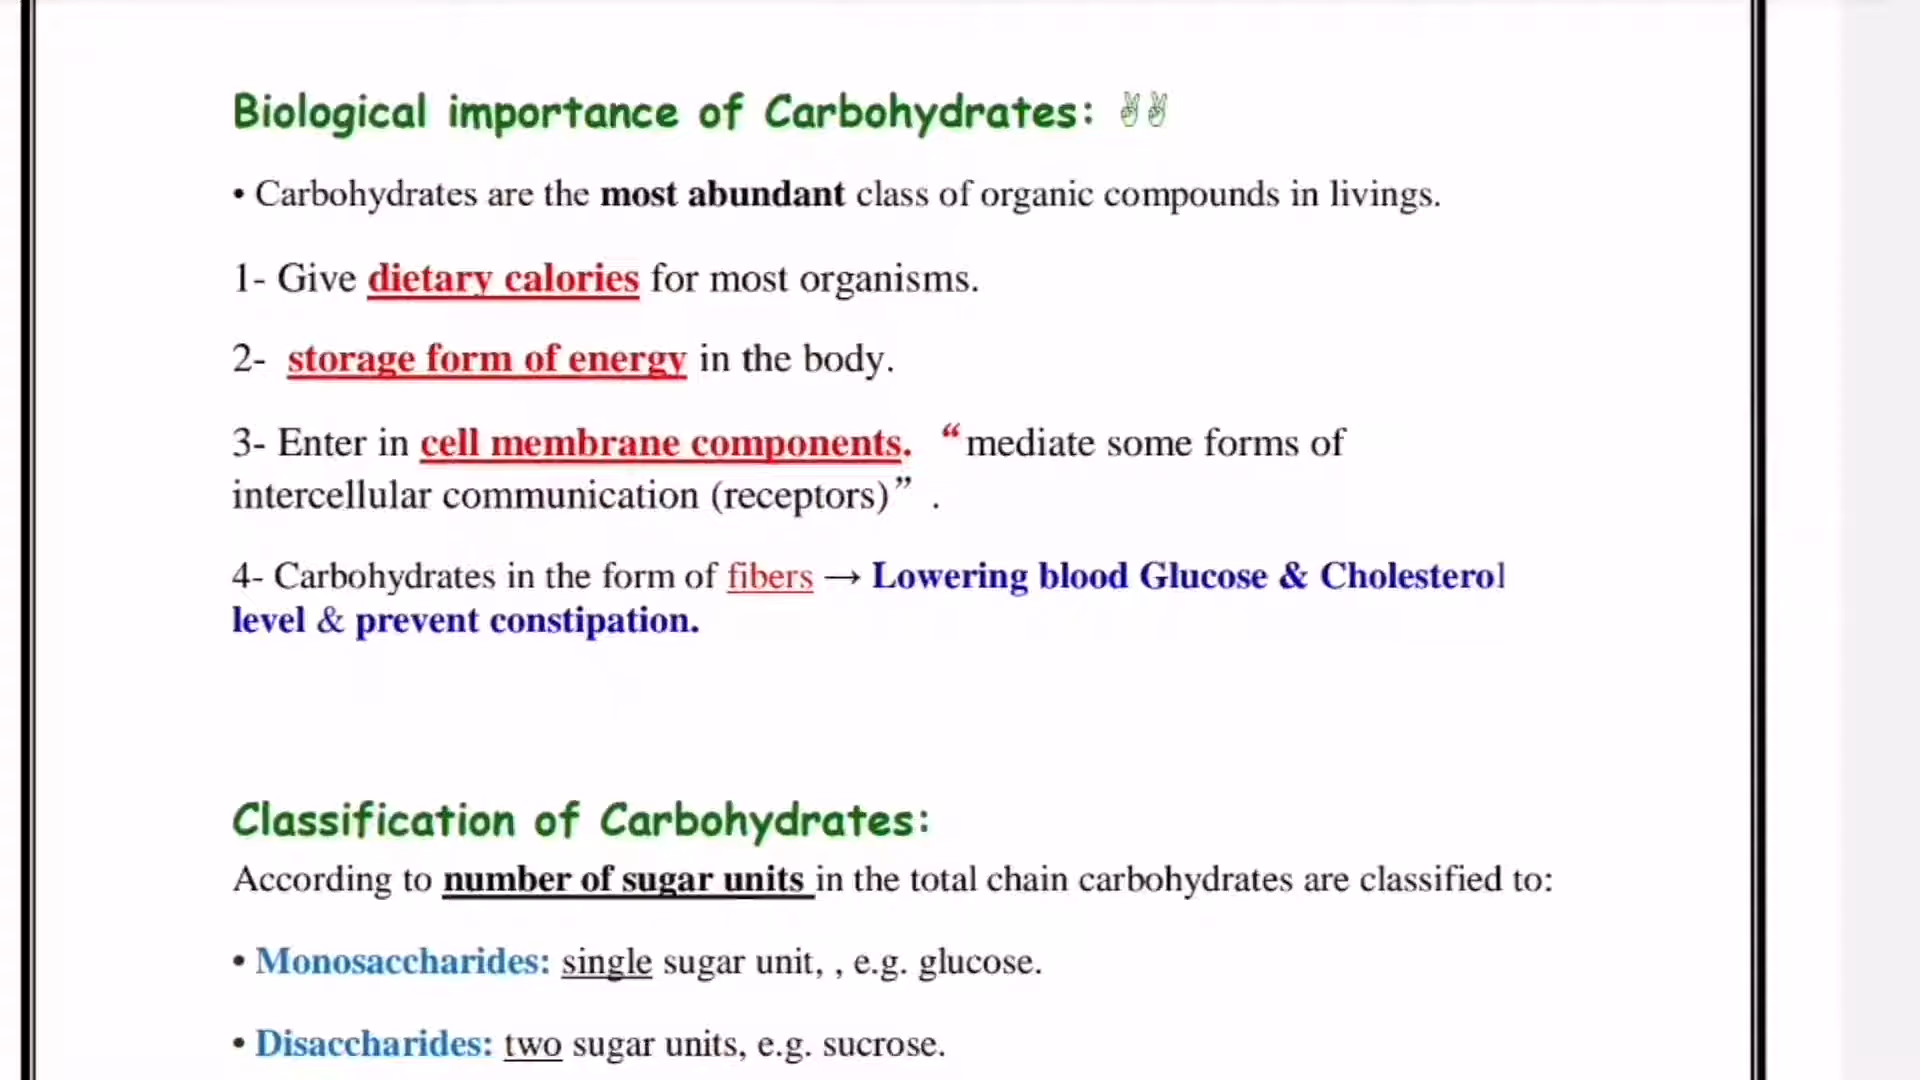 Biological importance of Carbohydrates: ✌✌
• Carbohydrates are the most abundant class of organic compounds in livings.
1- Give dietary calories for most organisms.
2- storage form of energy in the body.
3- Enter in cell membrane components. “mediate some forms of
intercellular communication (receptors)” .
4- Carbohydrates in the form of fibers → Lowering blood Glucose & Cholesterol
level & prevent constipation.
Classification of Carbohydrates:
According to number of sugar units in the total chain carbohydrates are classified to:
• Monosaccharides: single sugar unit, , e.g. glucose.
• Disaccharides: two sugar units, e.g. sucrose.